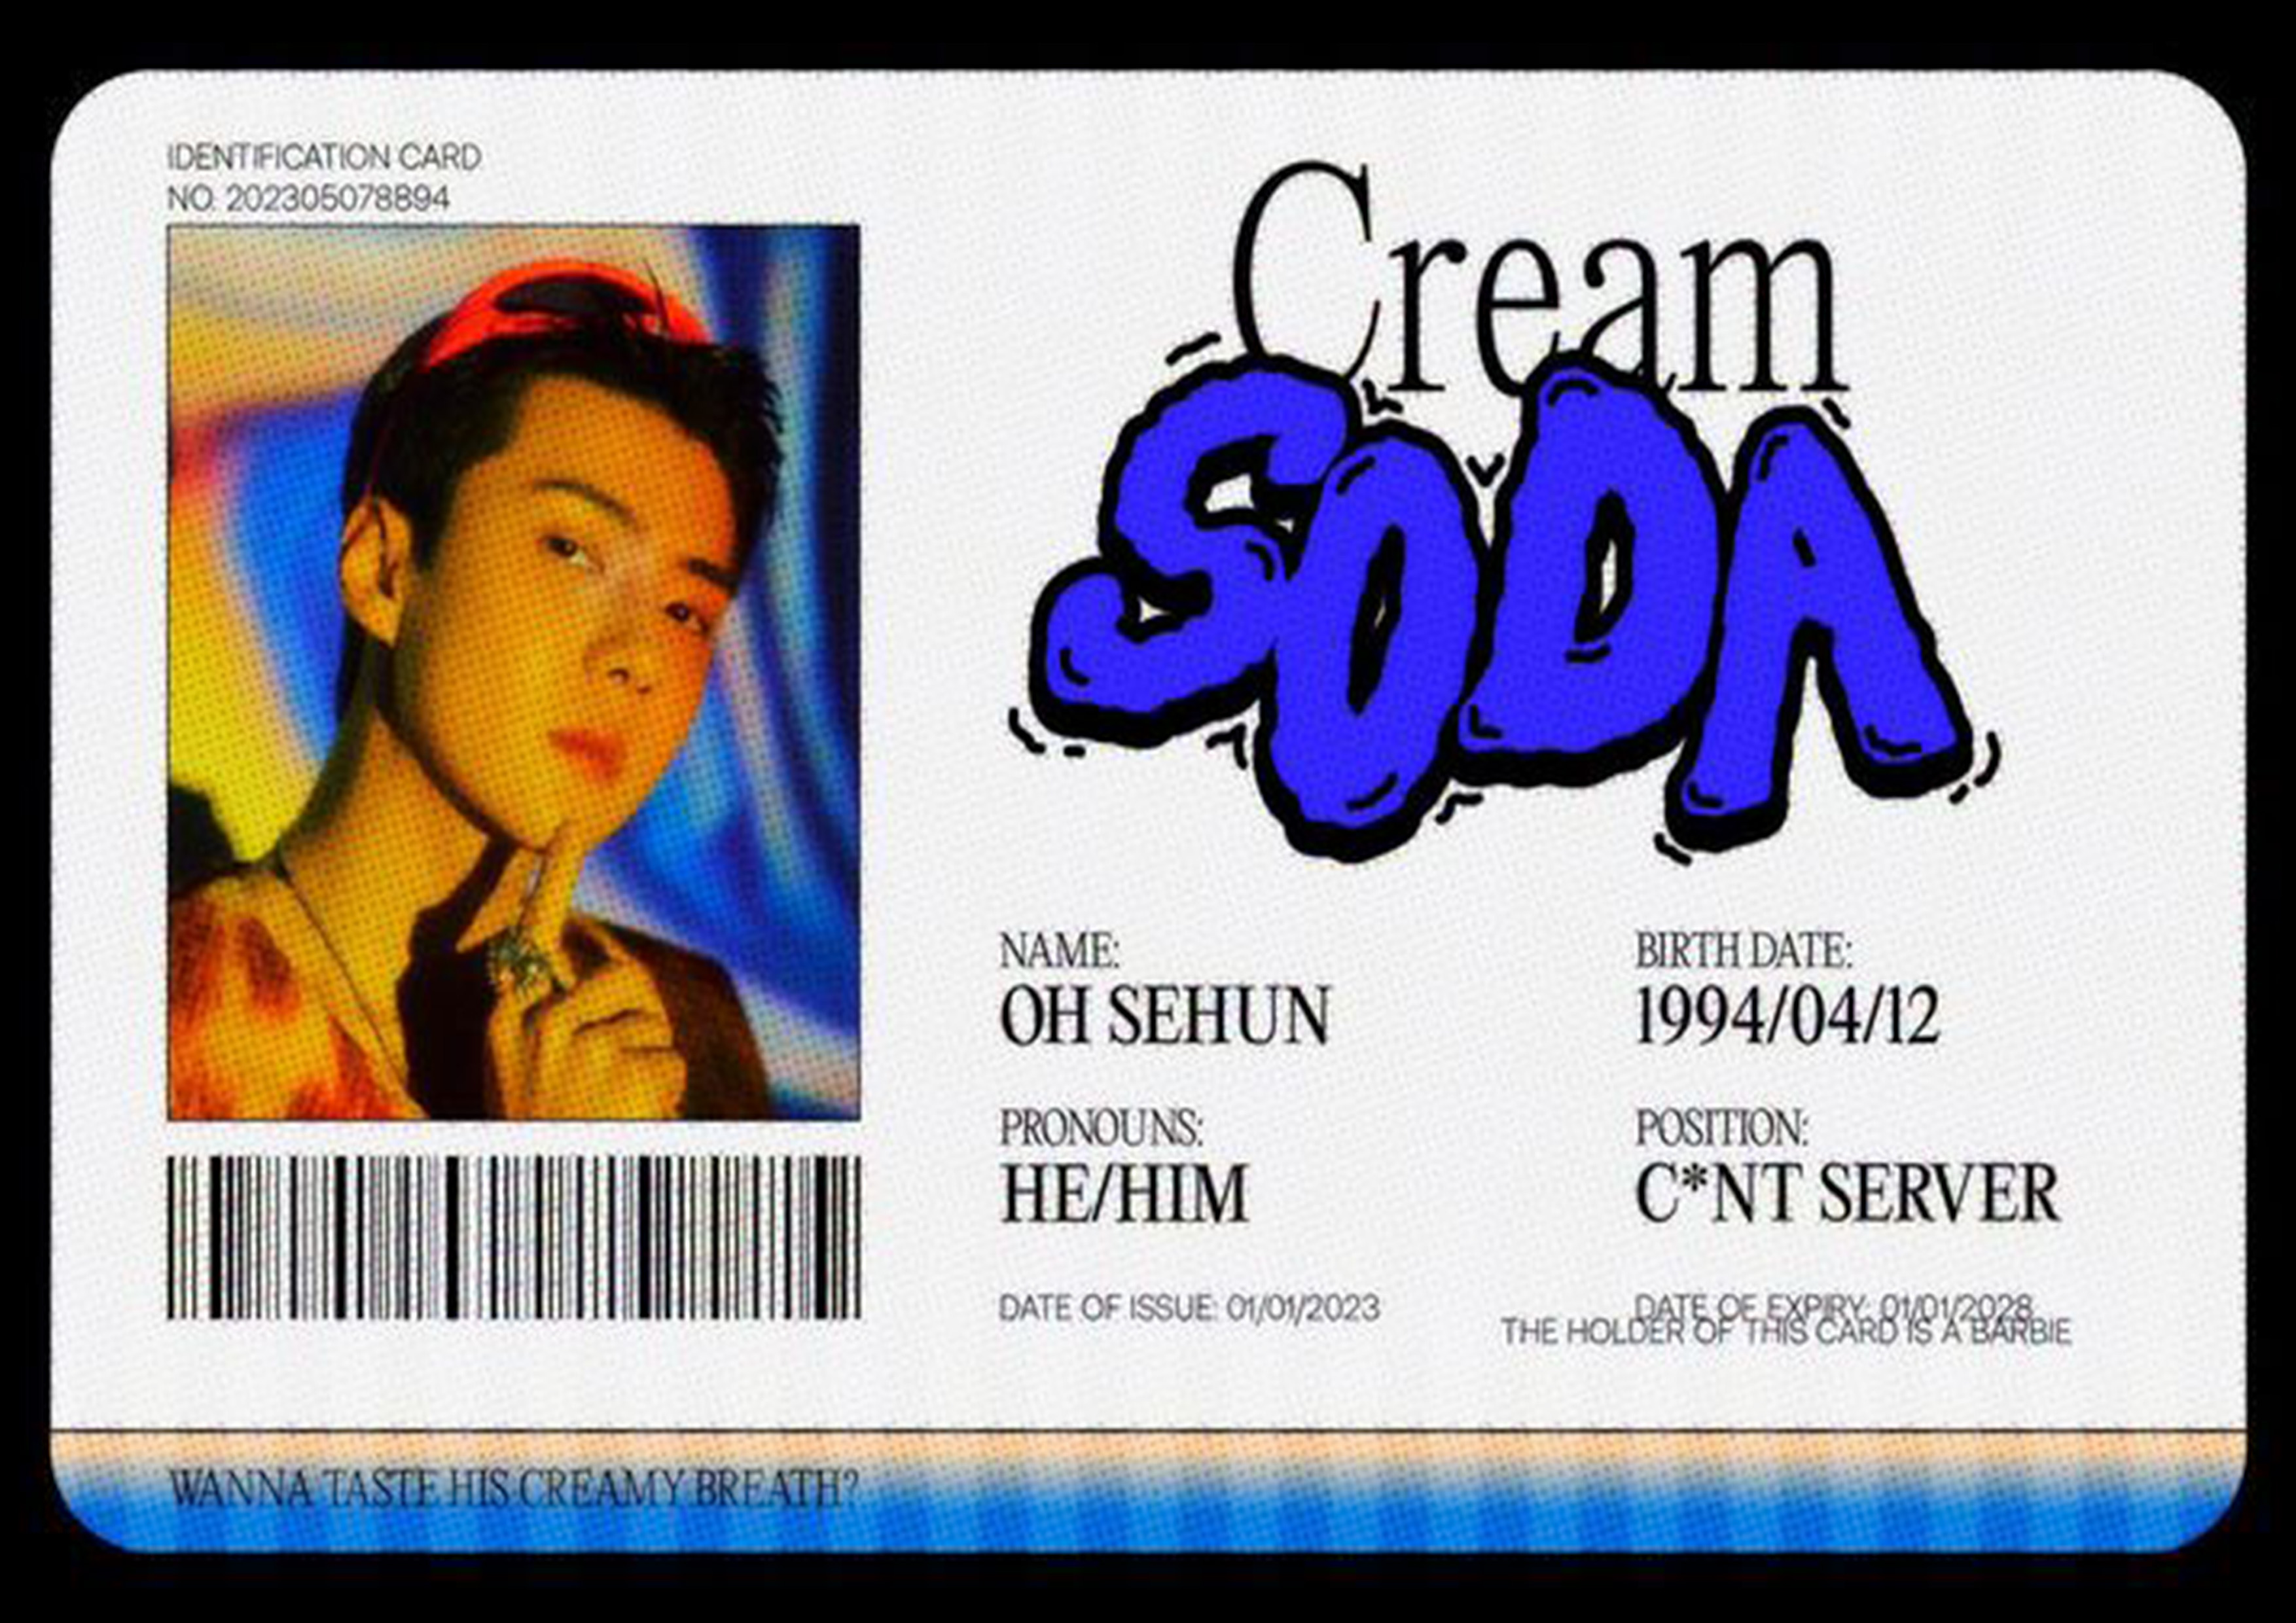 IDENTIFICATION CARD
NO. 202305078894
Cream
SODA
NAME:
OH SEHUN
BIRTH DATE:
1994/04/12
PRONOUNS:
HE/HIM
POSITION:
C*NT SERVER
DATE OF ISSUE: 01/01/2023
DATE OF EXPIRY: 01/01/2028
THE HOLDER OF THIS CARD IS A BARBIE
WANNA TASTE HIS CREAMY BREATH?